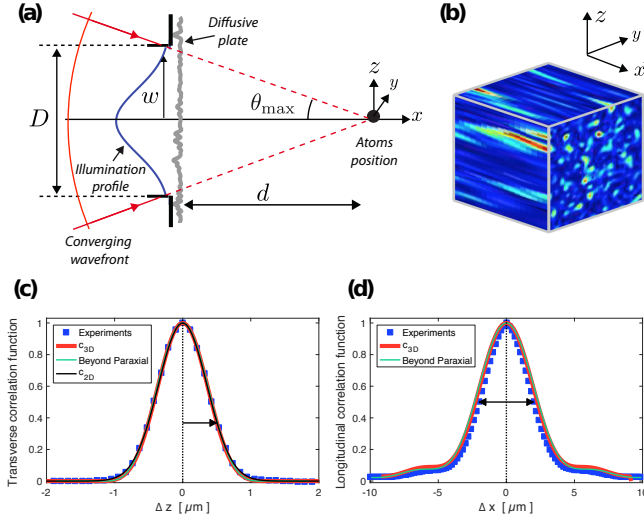 (a)
Diffusive
plate
D
w
θmax
z
y
x
Atoms
position
Illumination
profile
d
Converging
wavefront
(b)
z
y
x
(c)
Transverse correlation function
1
0.8
0.6
0.4
0.2
0
Experiments
c3D
Beyond Paraxial
c2D
-2 -1 0 1 2
Δ z [ µm ]
(d)
Longitudinal correlation function
1
0.8
0.6
0.4
0.2
0
Experiments
c3D
Beyond Paraxial
-10 -5 0 5 10
Δ x [ µm ]